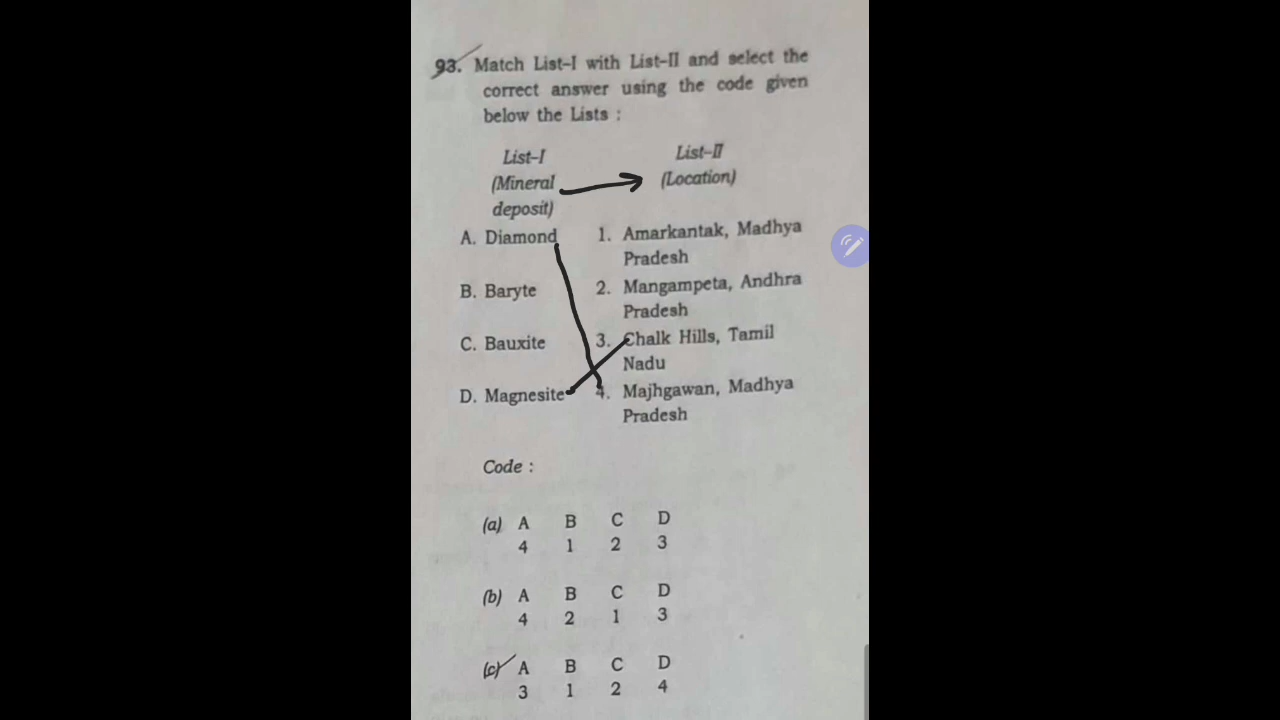 93. Match List-I with List-II and select the
correct answer using the code given
below the Lists :
List-I List-II
(Mineral (Location)
deposit)
A. Diamond 1. Amarkantak, Madhya
Pradesh
B. Baryte 2. Mangampeta, Andhra
Pradesh
C. Bauxite 3. Chalk Hills, Tamil
Nadu
D. Magnesite 4. Majhgawan, Madhya
Pradesh
Code :
(a) A B C D
4 1 2 3
(b) A B C D
4 2 1 3
(c) A B C D
3 1 2 4